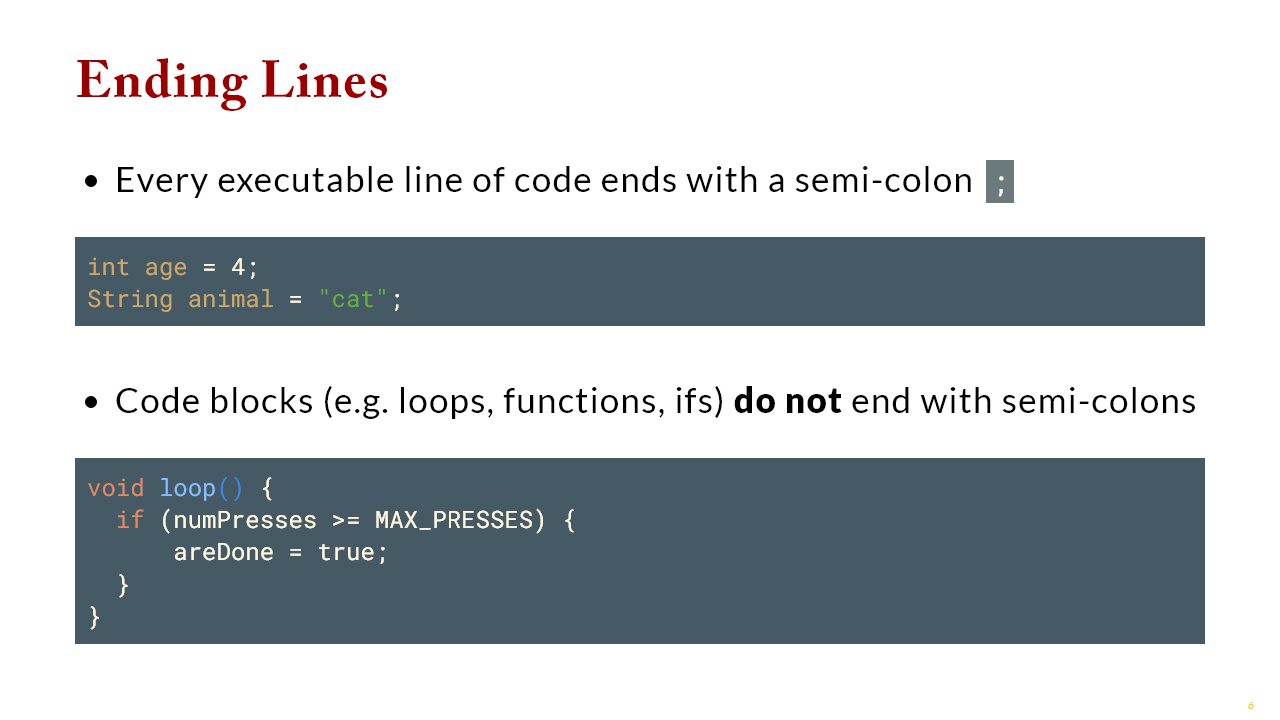 Ending Lines
• Every executable line of code ends with a semi-colon ;
int age = 4;
String animal = "cat";
• Code blocks (e.g. loops, functions, ifs) do not end with semi-colons
void loop() {
  if (numPresses >= MAX_PRESSES) {
      areDone = true;
  }
}
6